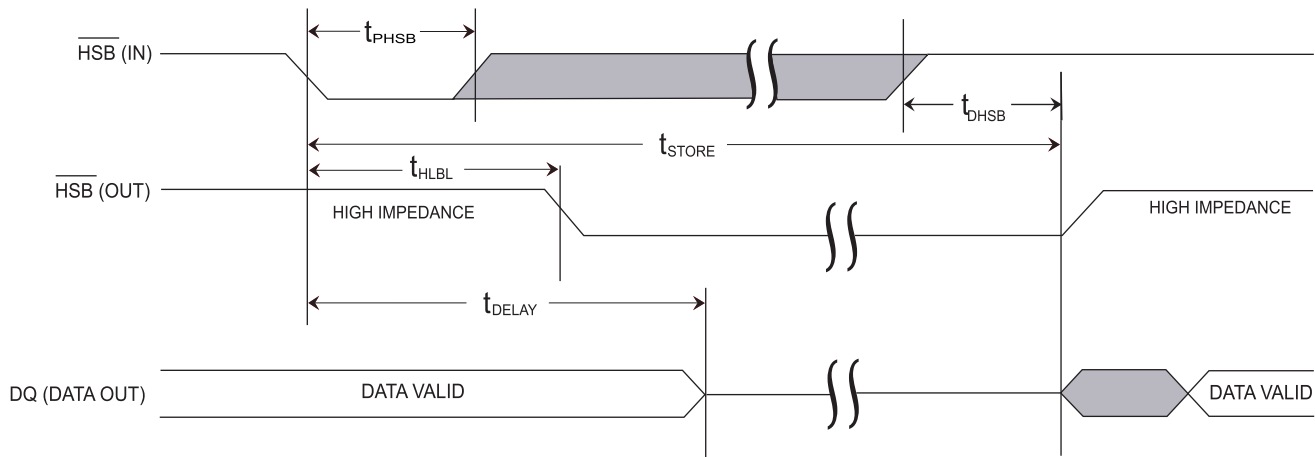 tPHSB
HSB (IN)
tDHSB
tSTORE
tHLBL
HSB (OUT)
HIGH IMPEDANCE
HIGH IMPEDANCE
tDELAY
DQ (DATA OUT)
DATA VALID
DATA VALID